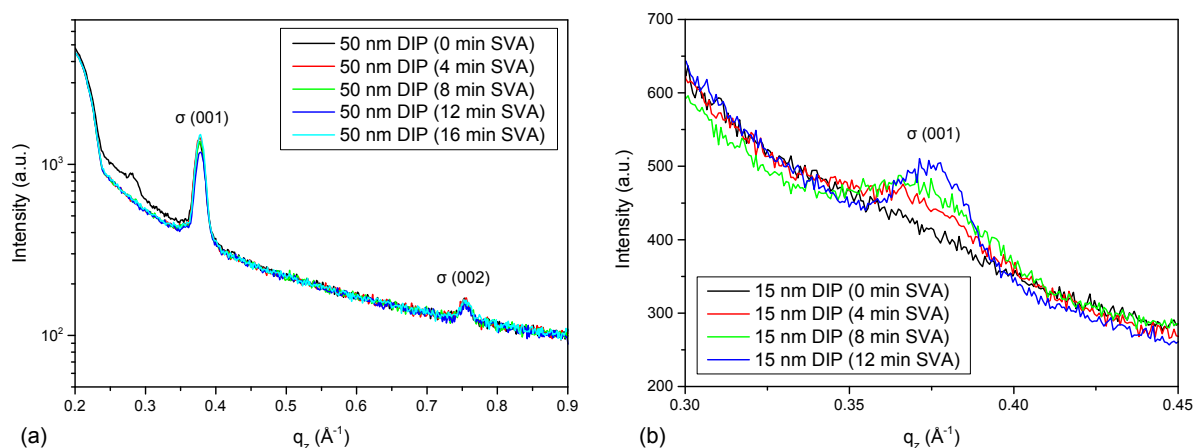 50 nm DIP (0 min SVA)
50 nm DIP (4 min SVA)
50 nm DIP (8 min SVA)
50 nm DIP (12 min SVA)
50 nm DIP (16 min SVA)
σ (001)
σ (002)
10³
10²
Intensity (a.u.)
0.2 0.3 0.4 0.5 0.6 0.7 0.8 0.9
q_z (Å⁻¹)
(a)
700
600
500
400
300
200
Intensity (a.u.)
σ (001)
15 nm DIP (0 min SVA)
15 nm DIP (4 min SVA)
15 nm DIP (8 min SVA)
15 nm DIP (12 min SVA)
0.30 0.35 0.40 0.45
q_z (Å⁻¹)
(b)